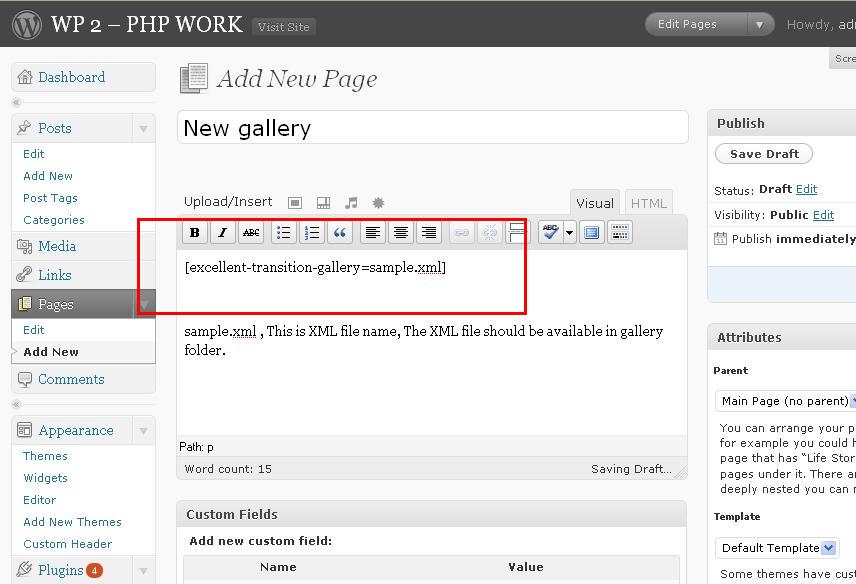 WP 2 – PHP WORK Visit Site Edit Pages Howdy,
Dashboard
Posts
Edit
Add New
Post Tags
Categories
Media
Links
Pages
Edit
Add New
Comments
Appearance
Themes
Widgets
Editor
Add New Themes
Custom Header
Plugins 4
Add New Page
New gallery
Upload/Insert
Visual HTML
B I ABC ABC
[excellent-transition-gallery=sample.xml]
sample.xml , This is XML file name, The XML file should be available in gallery
folder.
Path: p
Word count: 15 Saving Draft...
Custom Fields
Add new custom field:
Name Value
Publish
Save Draft
Status: Draft Edit
Visibility: Public Edit
Publish immediately
Attributes
Parent
Main Page (no parent)
You can arrange your p
for example you could h
page that has “Life Stor
pages under it. There a
deeply nested you can
Template
Default Template
Some themes have cust